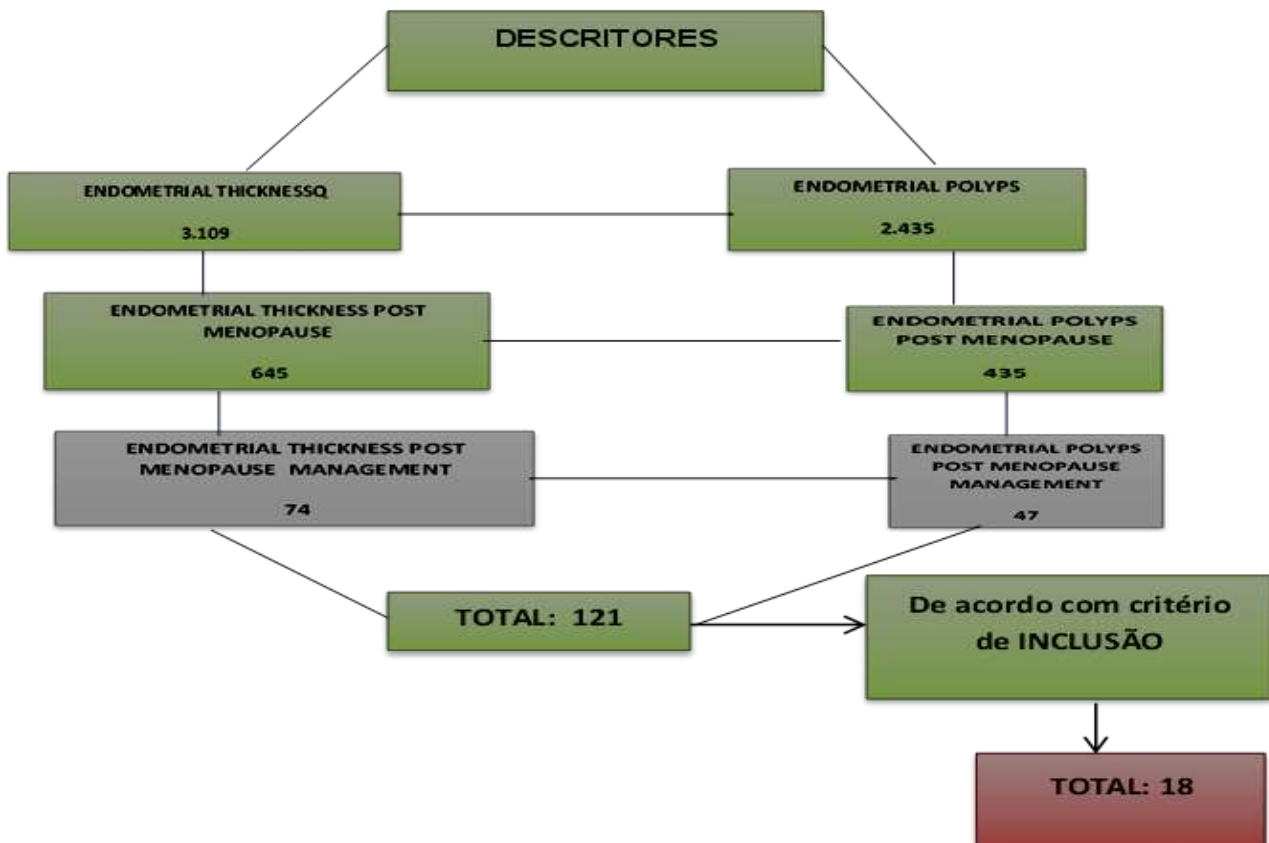 DESCRITORES
ENDOMETRIAL THICKNESSQ
3.109
ENDOMETRIAL POLYPS
2.435
ENDOMETRIAL THICKNESS POST
MENOPAUSE
645
ENDOMETRIAL POLYPS
POST MENOPAUSE
435
ENDOMETRIAL THICKNESS POST
MENOPAUSE MANAGEMENT
74
ENDOMETRIAL POLYPS
POST MENOPAUSE
MANAGEMENT
47
TOTAL: 121
De acordo com critério
de INCLUSÃO
TOTAL: 18